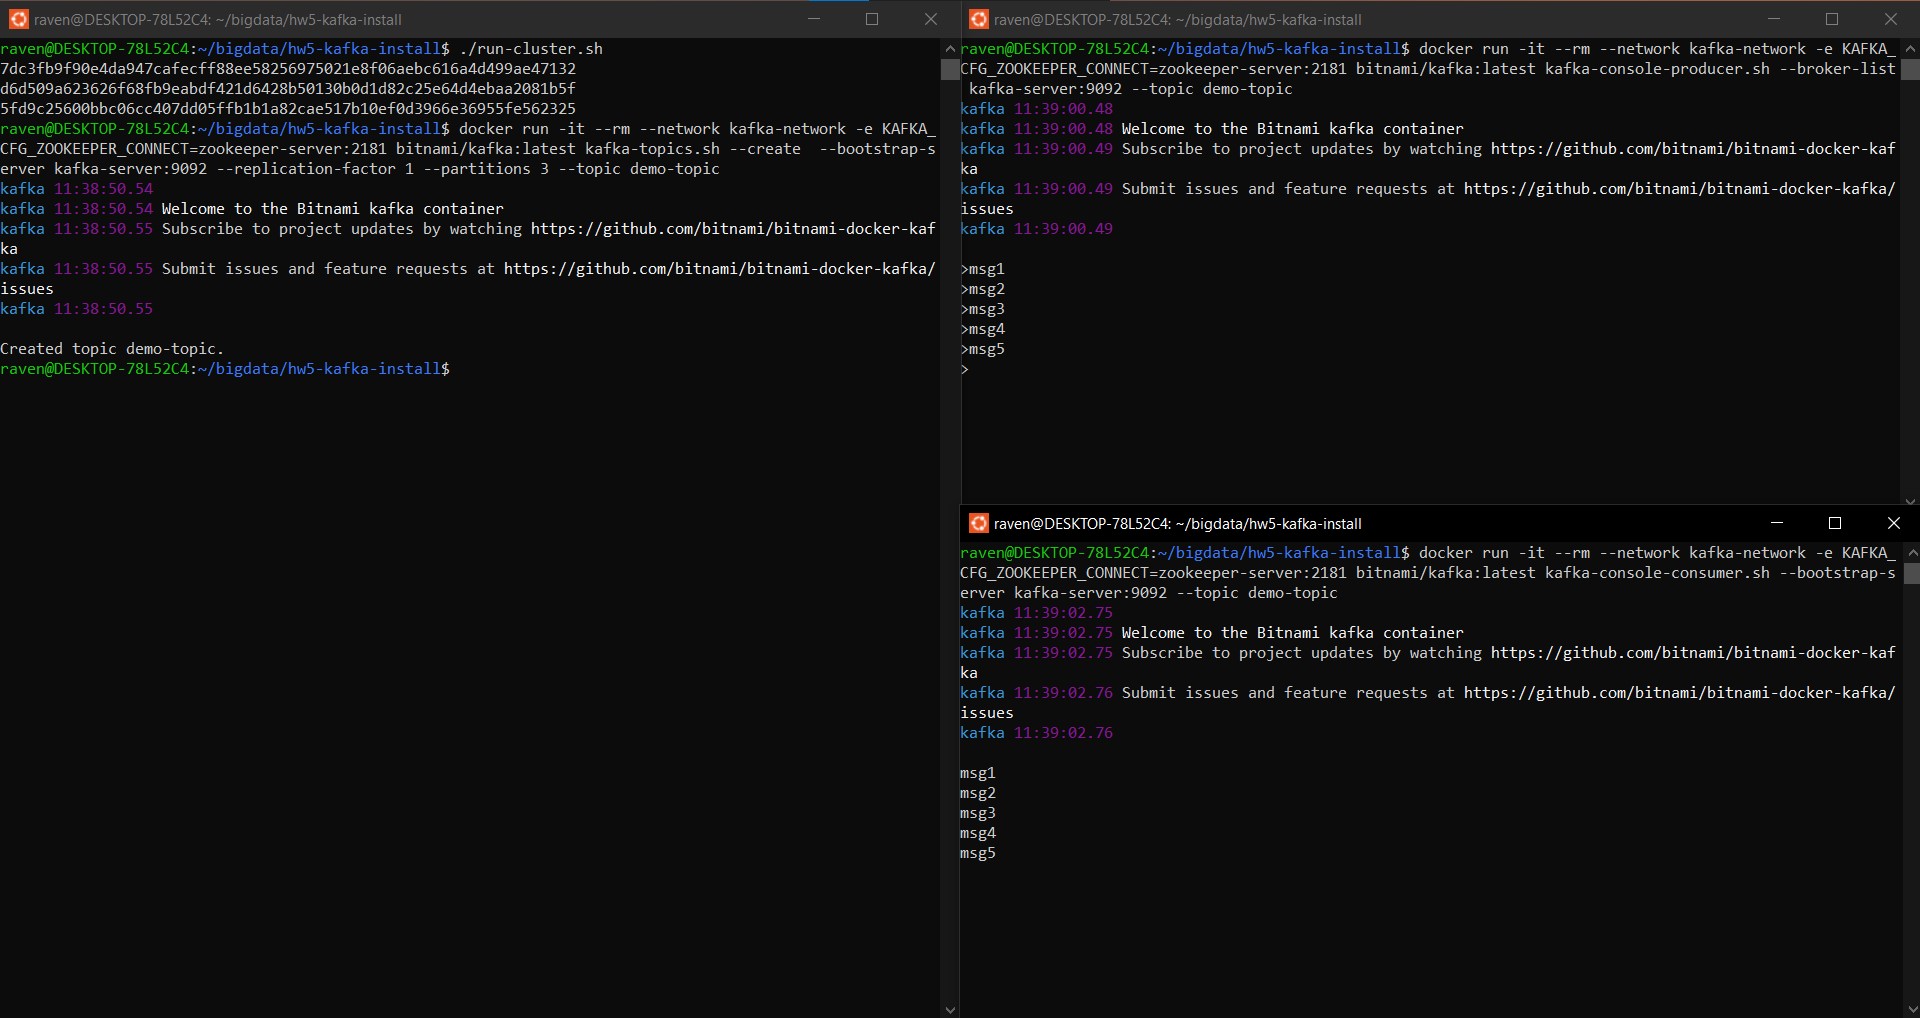 raven@DESKTOP-78L52C4: ~/bigdata/hw5-kafka-install
raven@DESKTOP-78L52C4:~/bigdata/hw5-kafka-install$ ./run-cluster.sh
7dc3fb9f90e4da947cafecff88ee58256975021e8f06aebc616a4d499ae47132
d6d509a623626f68fb9eabdf421d6428b50130b0d1d82c25e64d4ebaa2081b5f
5fd9c25600bbc06cc407dd05ffb1b1a82cae517b10ef0d3966e36955fe562325
raven@DESKTOP-78L52C4:~/bigdata/hw5-kafka-install$ docker run -it --rm --network kafka-network -e KAFKA_
CFG_ZOOKEEPER_CONNECT=zookeeper-server:2181 bitnami/kafka:latest kafka-topics.sh --create  --bootstrap-s
erver kafka-server:9092 --replication-factor 1 --partitions 3 --topic demo-topic
kafka 11:38:50.54
kafka 11:38:50.54 Welcome to the Bitnami kafka container
kafka 11:38:50.55 Subscribe to project updates by watching https://github.com/bitnami/bitnami-docker-kaf
ka
kafka 11:38:50.55 Submit issues and feature requests at https://github.com/bitnami/bitnami-docker-kafka/
issues
kafka 11:38:50.55
Created topic demo-topic.
raven@DESKTOP-78L52C4:~/bigdata/hw5-kafka-install$
raven@DESKTOP-78L52C4: ~/bigdata/hw5-kafka-install
raven@DESKTOP-78L52C4:~/bigdata/hw5-kafka-install$ docker run -it --rm --network kafka-network -e KAFKA_
CFG_ZOOKEEPER_CONNECT=zookeeper-server:2181 bitnami/kafka:latest kafka-console-producer.sh --broker-list
 kafka-server:9092 --topic demo-topic
kafka 11:39:00.48
kafka 11:39:00.48 Welcome to the Bitnami kafka container
kafka 11:39:00.49 Subscribe to project updates by watching https://github.com/bitnami/bitnami-docker-kaf
ka
kafka 11:39:00.49 Submit issues and feature requests at https://github.com/bitnami/bitnami-docker-kafka/
issues
kafka 11:39:00.49
>msg1
>msg2
>msg3
>msg4
>msg5
>
raven@DESKTOP-78L52C4: ~/bigdata/hw5-kafka-install
raven@DESKTOP-78L52C4:~/bigdata/hw5-kafka-install$ docker run -it --rm --network kafka-network -e KAFKA_
CFG_ZOOKEEPER_CONNECT=zookeeper-server:2181 bitnami/kafka:latest kafka-console-consumer.sh --bootstrap-s
erver kafka-server:9092 --topic demo-topic
kafka 11:39:02.75
kafka 11:39:02.75 Welcome to the Bitnami kafka container
kafka 11:39:02.75 Subscribe to project updates by watching https://github.com/bitnami/bitnami-docker-kaf
ka
kafka 11:39:02.76 Submit issues and feature requests at https://github.com/bitnami/bitnami-docker-kafka/
issues
kafka 11:39:02.76
msg1
msg2
msg3
msg4
msg5